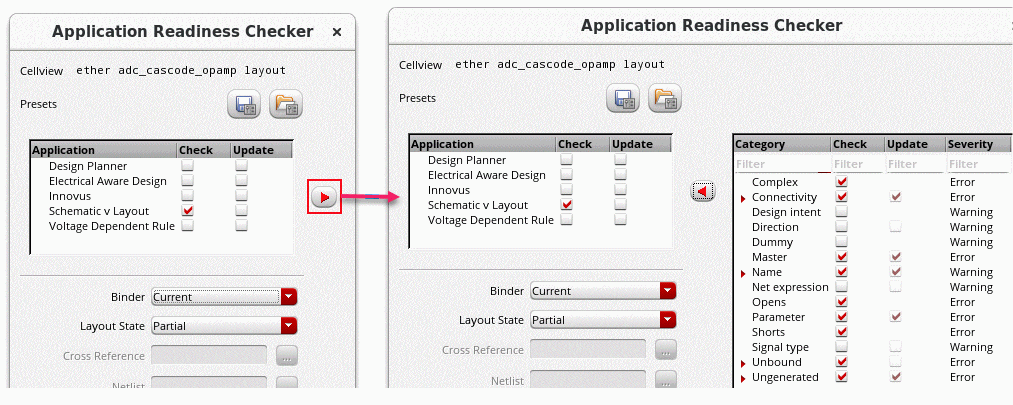 Application Readiness Checker
Cellview ether adc_cascode_opamp layout
Presets
Application Check Update
Design Planner
Electrical Aware Design
Innovus
Schematic v Layout
Voltage Dependent Rule
Binder Current
Layout State Partial
Cross Reference ...
Netlist
Application Readiness Checker
Cellview ether adc_cascode_opamp layout
Presets
Application Check Update
Design Planner
Electrical Aware Design
Innovus
Schematic v Layout
Voltage Dependent Rule
Binder Current
Layout State Partial
Cross Reference ...
Netlist
Category Check Update Severity
Filter Filter Filter Filter
Complex Error
Connectivity Error
Design intent Warning
Direction Warning
Dummy Warning
Master Error
Name Warning
Net expression Warning
Opens Error
Parameter Error
Shorts Error
Signal type Warning
Unbound Error
Ungenerated Error